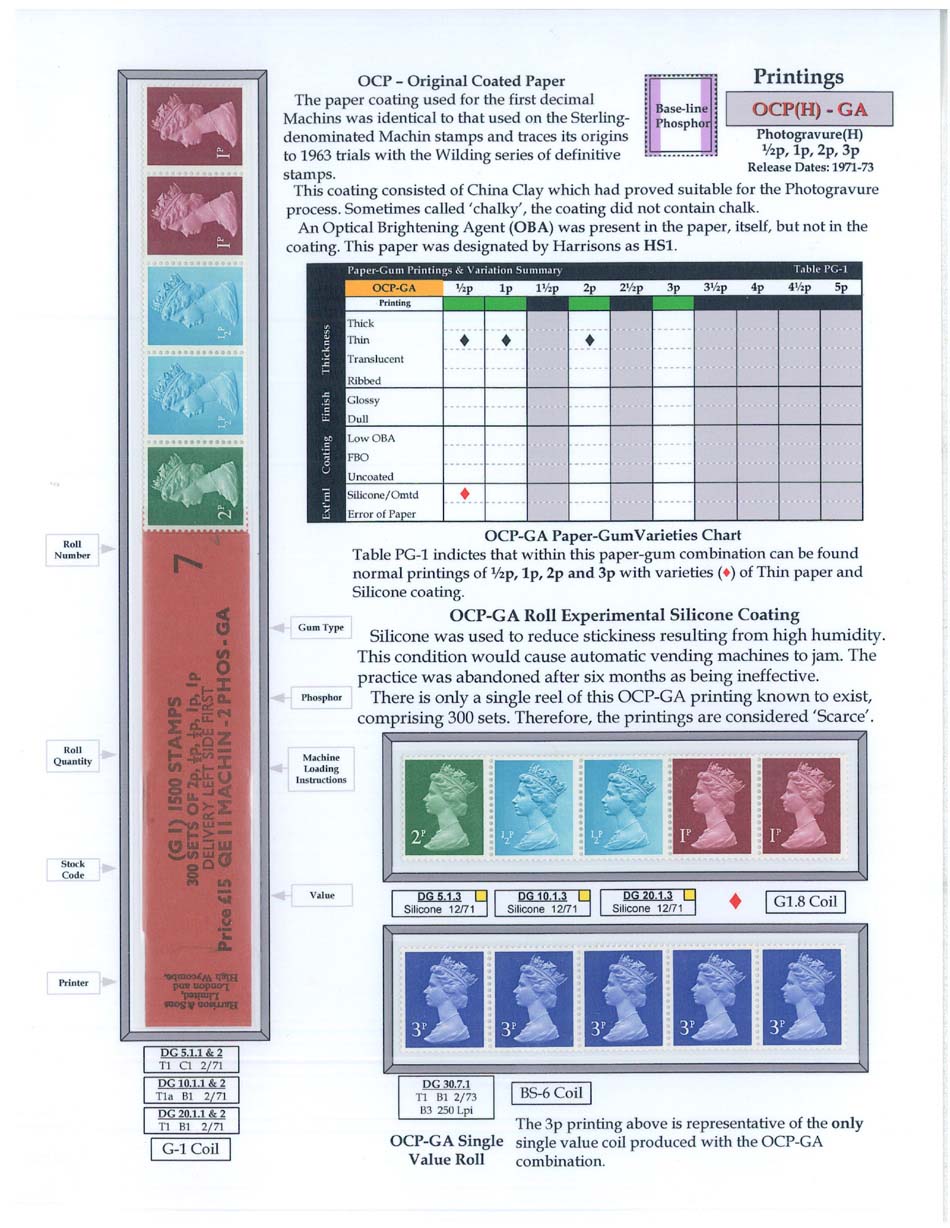 OCP – Original Coated Paper
The paper coating used for the first decimal
Machins was identical to that used on the Sterling-
denominated Machin stamps and traces its origins
to 1963 trials with the Wilding series of definitive
stamps.
This coating consisted of China Clay which had proved suitable for the Photogravure
process. Sometimes called ‘chalky’, the coating did not contain chalk.
An Optical Brightening Agent (OBA) was present in the paper, itself, but not in the
coating. This paper was designated by Harrisons as HS1.
Base-line
Phosphor
Printings
OCP(H) - GA
Photogravure(H)
½p, 1p, 2p, 3p
Release Dates: 1971-73
Paper-Gum Printings & Variation Summary Table PG-1
OCP-GA ½p 1p 1½p 2p 2½p 3p 3½p 4p 4½p 5p
Printing
Thickness
Thick
Thin ♦ ♦ ♦
Translucent
Ribbed
Finish
Glossy
Dull
Coating
Low OBA
FBO
Uncoated
Ext'ml
Silicone/Omtd ♦
Error of Paper
OCP-GA Paper-GumVarieties Chart
Table PG-1 indictes that within this paper-gum combination can be found
normal printings of ½p, 1p, 2p and 3p with varieties (♦) of Thin paper and
Silicone coating.
OCP-GA Roll Experimental Silicone Coating
Silicone was used to reduce stickiness resulting from high humidity.
This condition would cause automatic vending machines to jam. The
practice was abandoned after six months as being ineffective.
There is only a single reel of this OCP-GA printing known to exist,
comprising 300 sets. Therefore, the printings are considered ‘Scarce’.
1P
1P
½P
½P
2P
7
(G.I) 1500 STAMPS
300 SETS OF 2p, ½p, ½p, 1p, 1p
DELIVERY LEFT SIDE FIRST
Price £15 QE II MACHIN - 2 PHOS - GA
Harrison & Sons
Limited,
London and
High Wycombe.
Roll
Number
Gum Type
Phosphor
Roll
Quantity
Machine
Loading
Instructions
Stock
Code
Value
Printer
2P ½P ½P 1P 1P
DG 5.1.3
Silicone 12/71
DG 10.1.3
Silicone 12/71
DG 20.1.3
Silicone 12/71
♦
G1.8 Coil
3P 3P 3P 3P 3P
DG 5.1.1 & 2
T1 C1 2/71
DG 10.1.1 & 2
T1a B1 2/71
DG 20.1.1 & 2
T1 B1 2/71
G-1 Coil
DG 30.7.1
T1 B1 2/73
B3 250 Lpi
BS-6 Coil
OCP-GA Single
Value Roll
The 3p printing above is representative of the only
single value coil produced with the OCP-GA
combination.